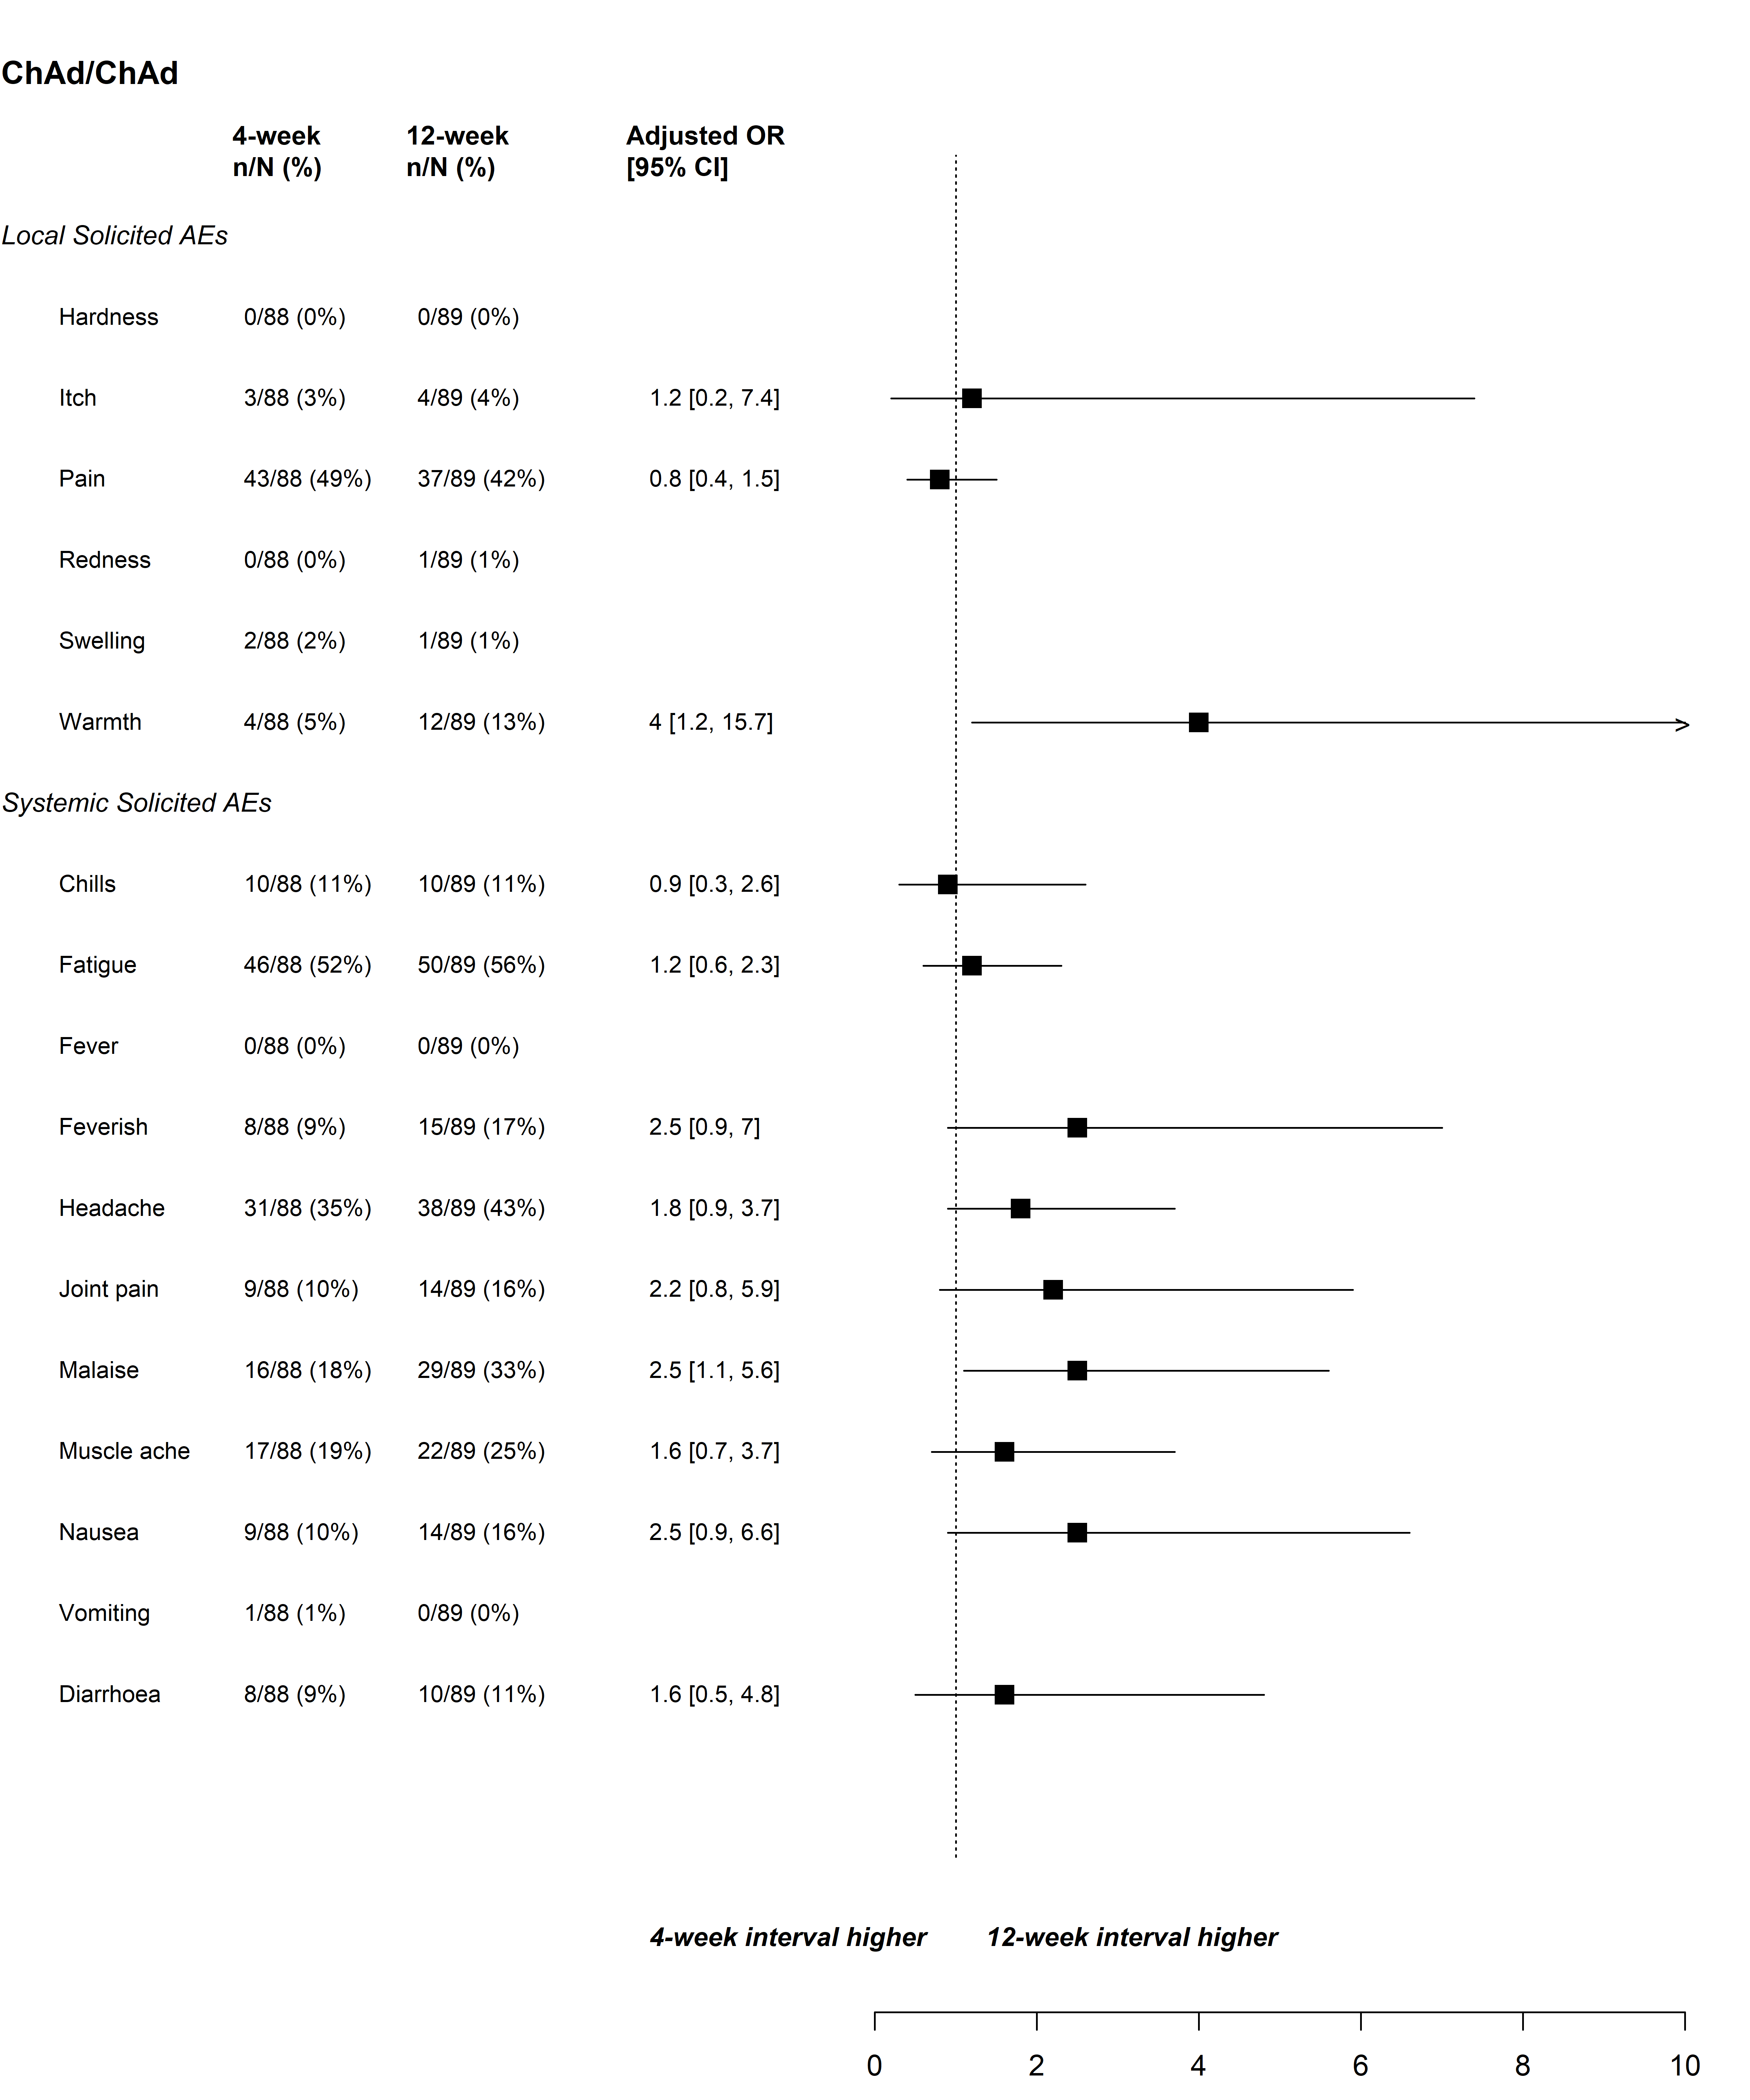 ChAd/ChAd
4-week 12-week Adjusted OR
n/N (%) n/N (%) [95% CI]
Local Solicited AEs
Hardness 0/88 (0%) 0/89 (0%)
Itch 3/88 (3%) 4/89 (4%) 1.2 [0.2, 7.4]
Pain 43/88 (49%) 37/89 (42%) 0.8 [0.4, 1.5]
Redness 0/88 (0%) 1/89 (1%)
Swelling 2/88 (2%) 1/89 (1%)
Warmth 4/88 (5%) 12/89 (13%) 4 [1.2, 15.7]
Systemic Solicited AEs
Chills 10/88 (11%) 10/89 (11%) 0.9 [0.3, 2.6]
Fatigue 46/88 (52%) 50/89 (56%) 1.2 [0.6, 2.3]
Fever 0/88 (0%) 0/89 (0%)
Feverish 8/88 (9%) 15/89 (17%) 2.5 [0.9, 7]
Headache 31/88 (35%) 38/89 (43%) 1.8 [0.9, 3.7]
Joint pain 9/88 (10%) 14/89 (16%) 2.2 [0.8, 5.9]
Malaise 16/88 (18%) 29/89 (33%) 2.5 [1.1, 5.6]
Muscle ache 17/88 (19%) 22/89 (25%) 1.6 [0.7, 3.7]
Nausea 9/88 (10%) 14/89 (16%) 2.5 [0.9, 6.6]
Vomiting 1/88 (1%) 0/89 (0%)
Diarrhoea 8/88 (9%) 10/89 (11%) 1.6 [0.5, 4.8]
4-week interval higher 12-week interval higher
0 2 4 6 8 10